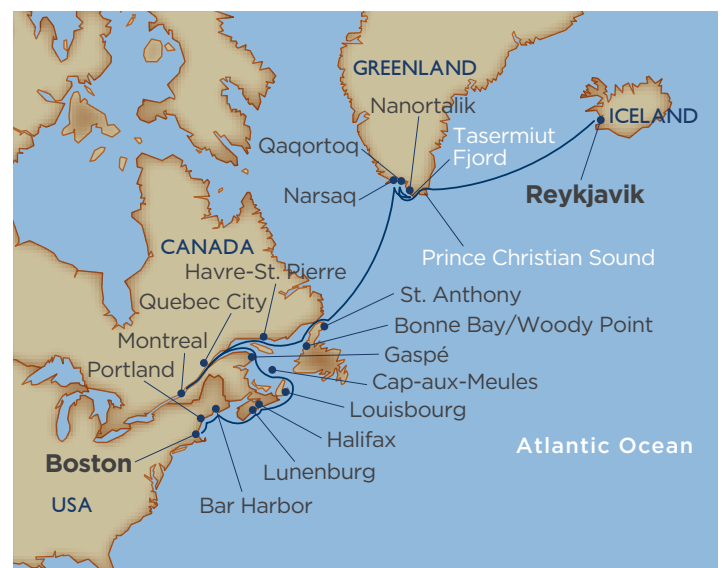 GREENLAND
Nanortalik
ICELAND
Tasermiut
Fjord
Qaqortoq
Narsaq
Reykjavik
CANADA
Prince Christian Sound
Havre-St. Pierre
St. Anthony
Quebec City
Bonne Bay/Woody Point
Montreal
Gaspé
Portland
Cap-aux-Meules
Louisbourg
Halifax
Atlantic Ocean
Boston
Lunenburg
USA
Bar Harbor